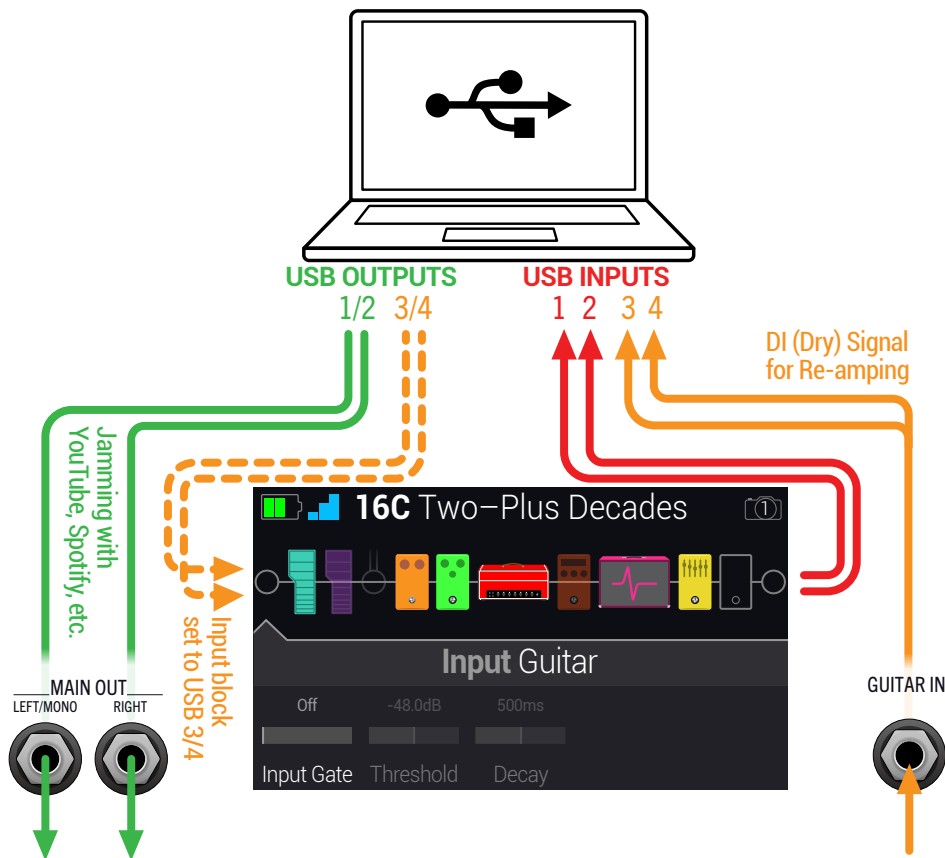 USB OUTPUTS
1/2 3/4
USB INPUTS
1 2 3 4
DI (Dry) Signal
for Re-amping
Jamming with
YouTube, Spotify, etc.
16C Two–Plus Decades
1
Input block
set to USB 3/4
Input Guitar
Off -48.0dB 500ms
Input Gate Threshold Decay
MAIN OUT
LEFT/MONO RIGHT
GUITAR IN